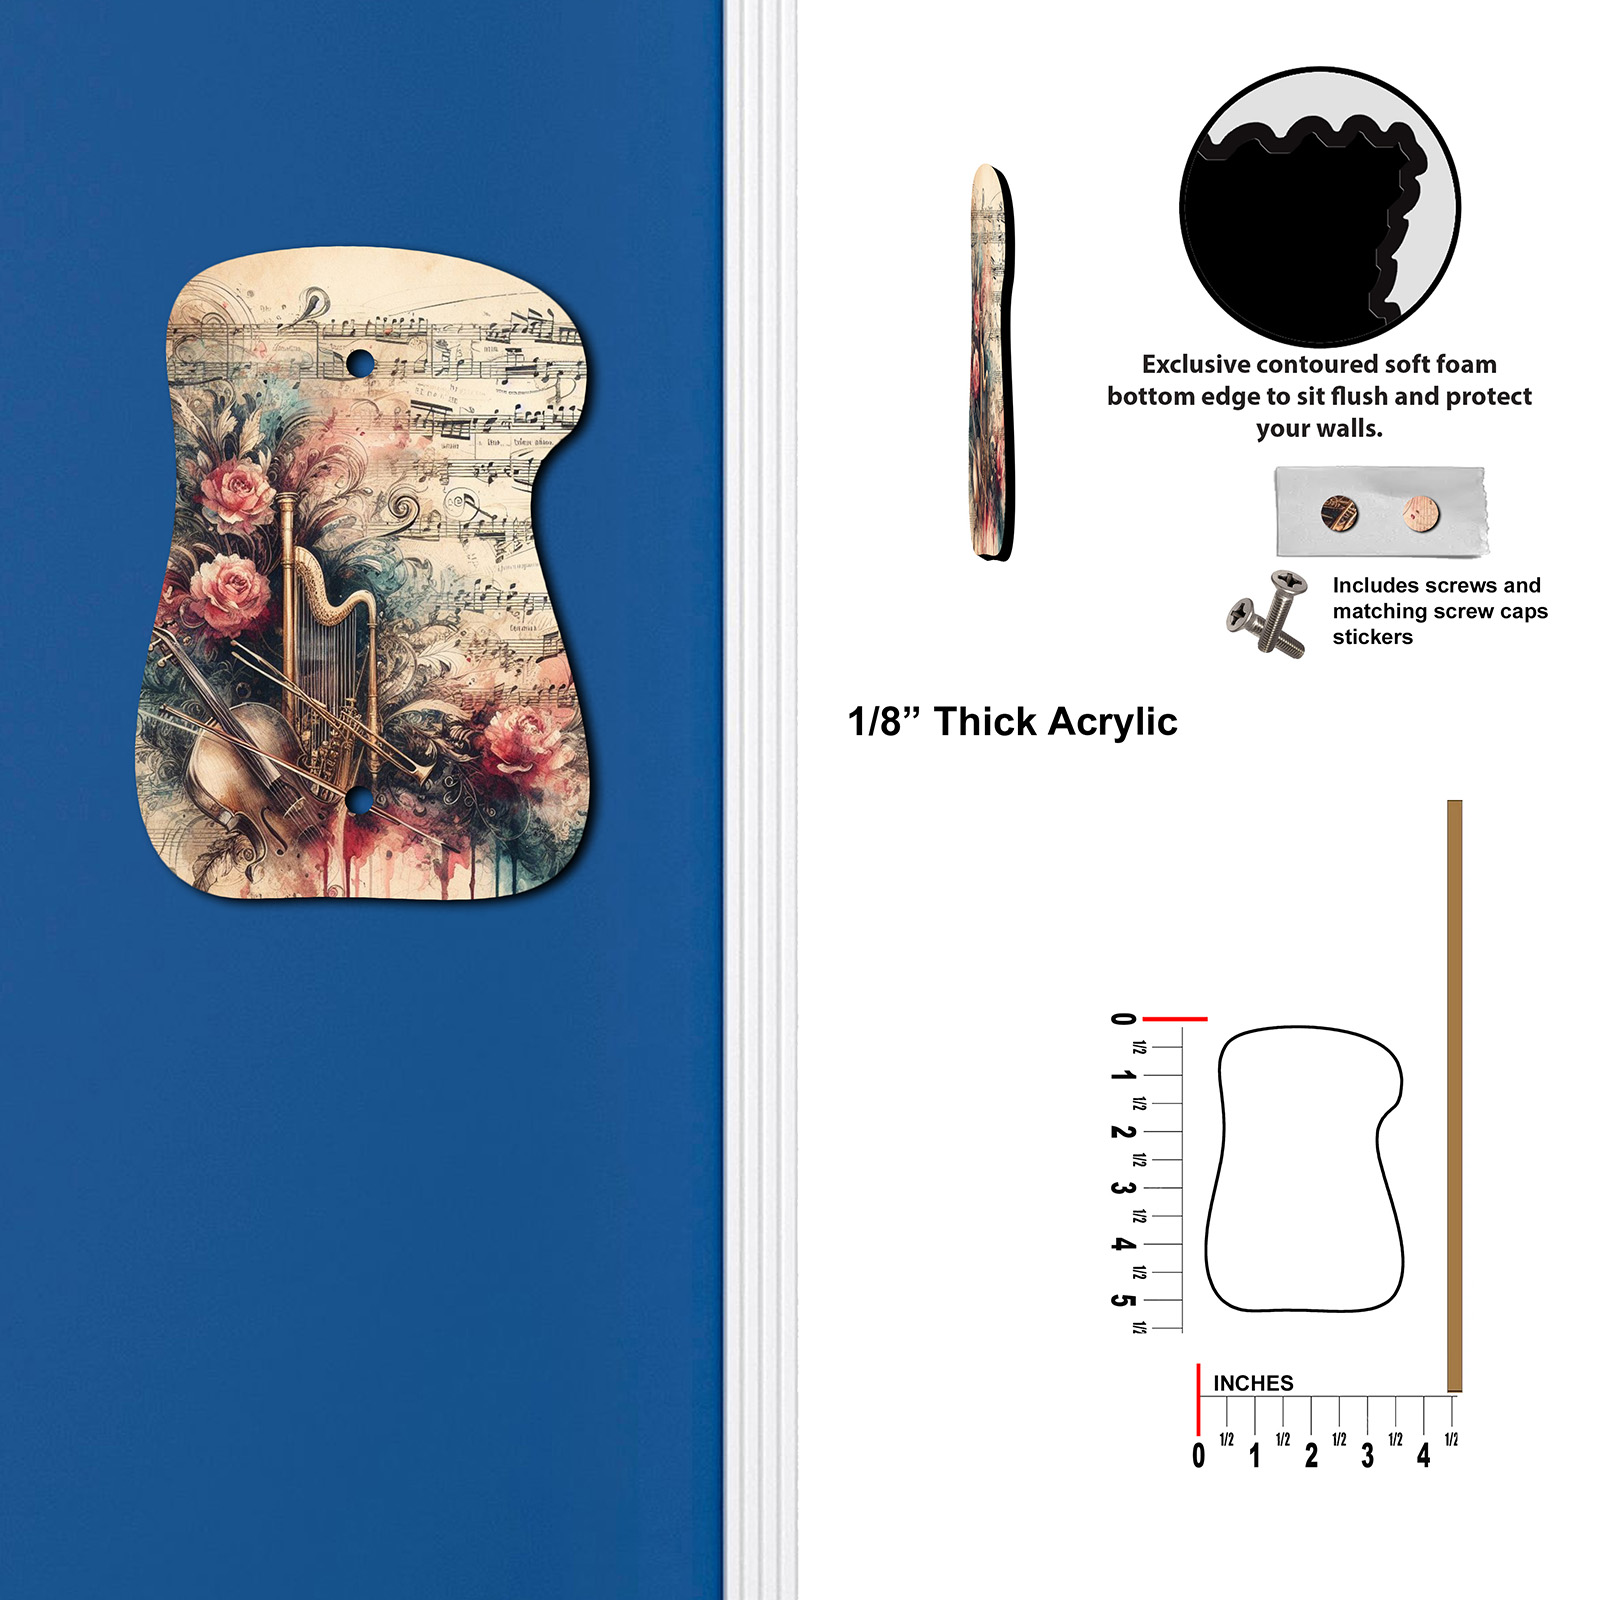 Exclusive contoured soft foam
bottom edge to sit flush and protect
your walls.
Includes screws and
matching screw caps
stickers
1/8” Thick Acrylic
0
1/2
1
1/2
2
1/2
3
1/2
4
1/2
5
1/2
INCHES
0 1/2 1 1/2 2 1/2 3 1/2 4 1/2